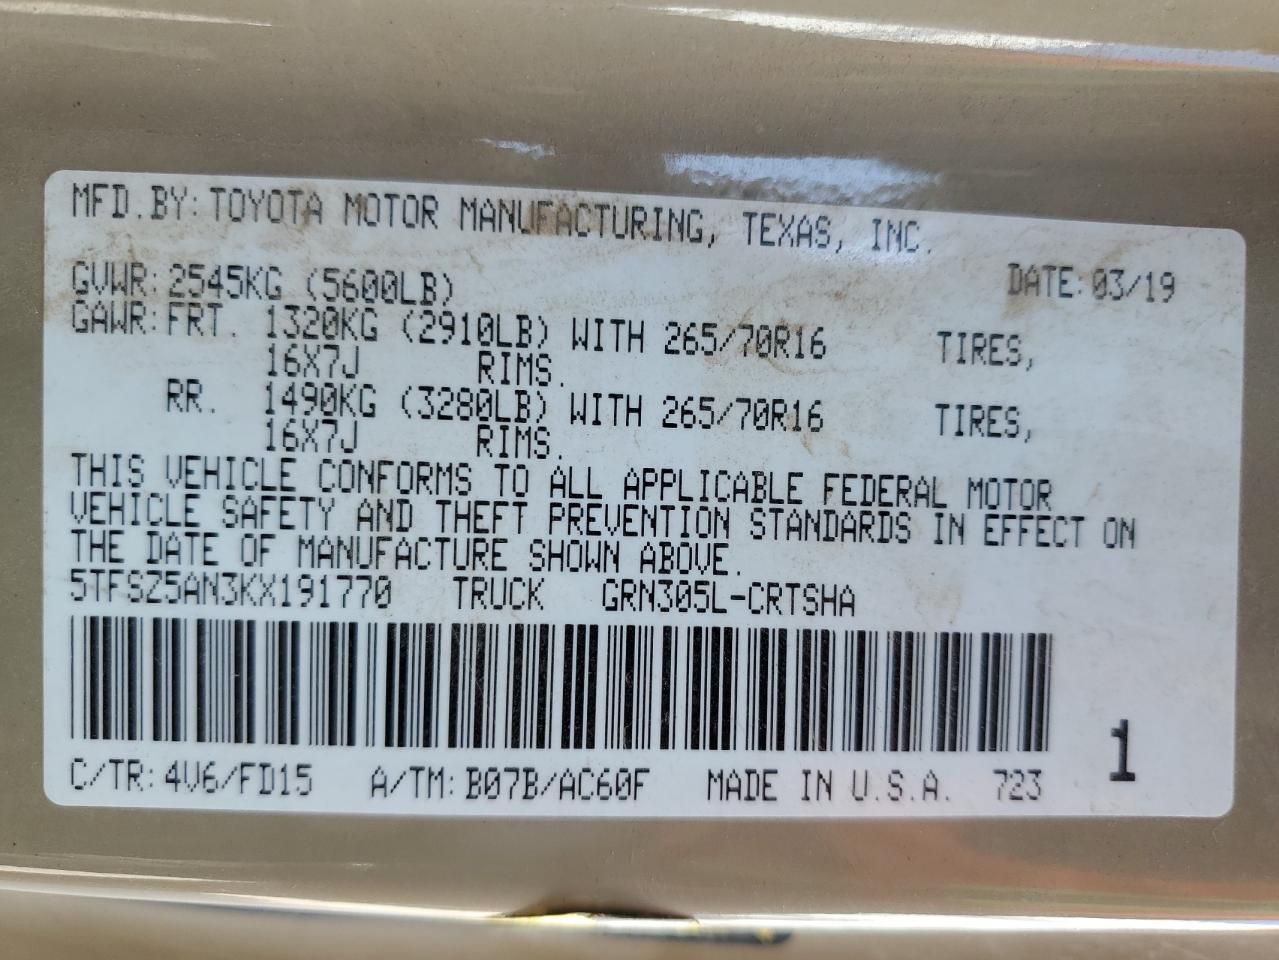 MFD.BY: TOYOTA MOTOR MANUFACTURING, TEXAS, INC.
GVWR: 2545KG (5600LB) DATE: 03/19
GAWR: FRT. 1320KG (2910LB) WITH 265/70R16 TIRES,
16X7J RIMS.
RR. 1490KG (3280LB) WITH 265/70R16 TIRES,
16X7J RIMS.
THIS VEHICLE CONFORMS TO ALL APPLICABLE FEDERAL MOTOR
VEHICLE SAFETY AND THEFT PREVENTION STANDARDS IN EFFECT ON
THE DATE OF MANUFACTURE SHOWN ABOVE.
5TFSZ5AN3KX191770 TRUCK GRN305L-CRTSHA
1
C/TR: 4V6/FD15 A/TM: B07B/AC60F MADE IN U.S.A. 723